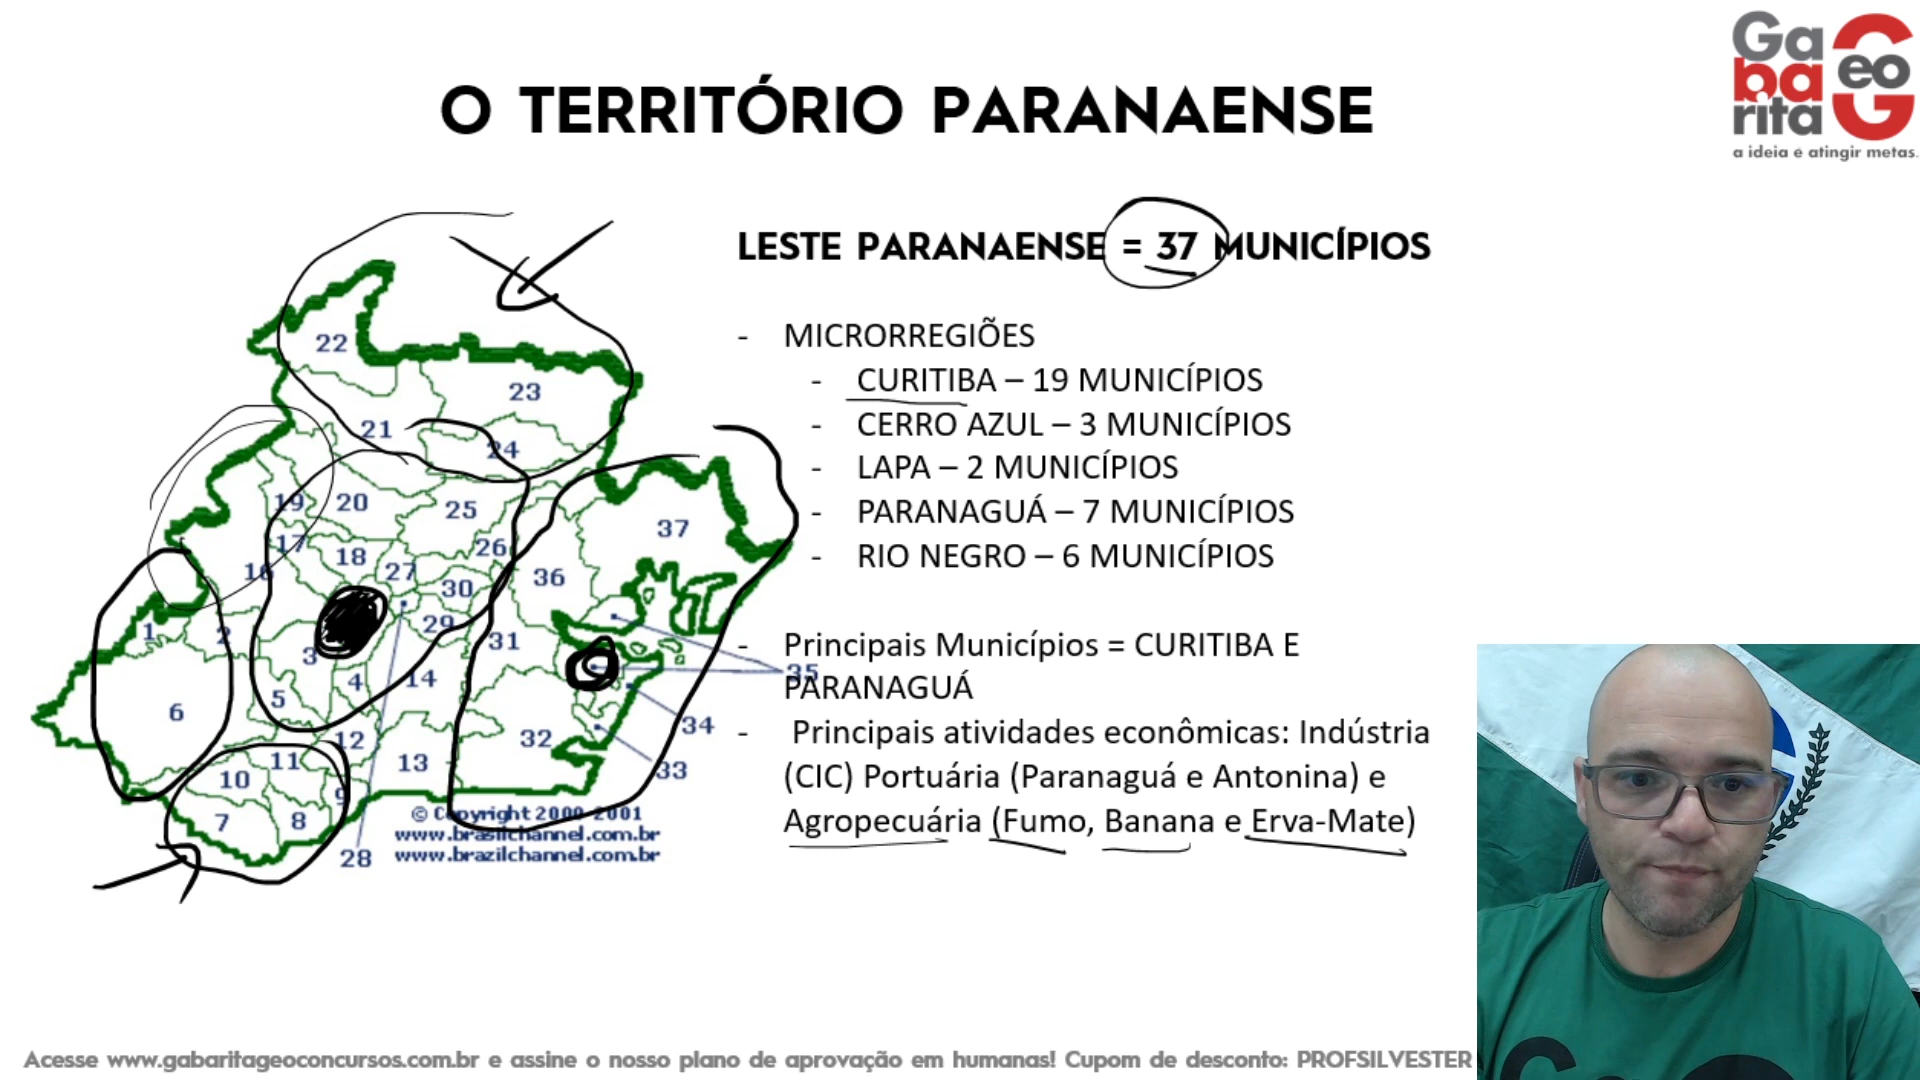 Ga
ba
rita
eo
G
a ideia é atingir metas.
O TERRITÓRIO PARANAENSE
LESTE PARANAENSE = 37 MUNICÍPIOS
- MICRORREGIÕES
- CURITIBA – 19 MUNICÍPIOS
- CERRO AZUL – 3 MUNICÍPIOS
- LAPA – 2 MUNICÍPIOS
- PARANAGUÁ – 7 MUNICÍPIOS
- RIO NEGRO – 6 MUNICÍPIOS
- Principais Municípios = CURITIBA E
PARANAGUÁ
- Principais atividades econômicas: Indústria
(CIC) Portuária (Paranaguá e Antonina) e
Agropecuária (Fumo, Banana e Erva-Mate)
22
23
21
24
19
20
25
37
17
18
26
16
27
36
30
1
2
29
31
3
35
4
14
5
6
34
12
32
11
13
33
10
9
7
8
© Copyright 2000-2001
www.brasilchannel.com.br
28
www.brazilchannel.com.br
Acesse www.gabaritageoconcursos.com.br e assine o nosso plano de aprovação em humanas! Cupom de desconto: PROFSILVESTER